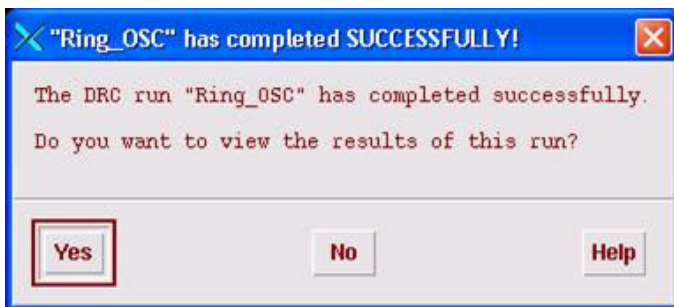 "Ring_OSC" has completed SUCCESSFULLY!
The DRC run "Ring_OSC" has completed successfully.
Do you want to view the results of this run?
Yes No Help